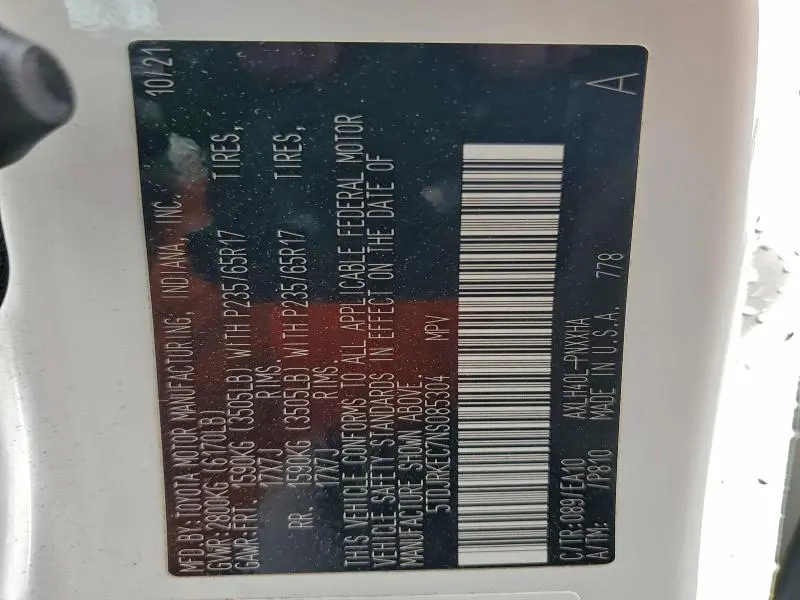 MFD.BY:TOYOTA MOTOR MANUFACTURING, INDIANA, INC. 10/21
GVWR:2800KG (6170LB)
GAWR:FRT. 1590KG (3505LB) WITH P235/65R17 TIRES,
17X7J RIMS
RR. 1590KG (3505LB) WITH P235/65R17 TIRES,
17X7J RIMS
THIS VEHICLE CONFORMS TO ALL APPLICABLE FEDERAL MOTOR
VEHICLE SAFETY STANDARDS IN EFFECT ON THE DATE OF
MANUFACTURE SHOWN ABOVE
5TDJRKEC7NS085304 MPV
C/TR:089/EA10 AXLH40L-PNXXHA
A/TM: /P810 MADE IN U.S.A. 778 A